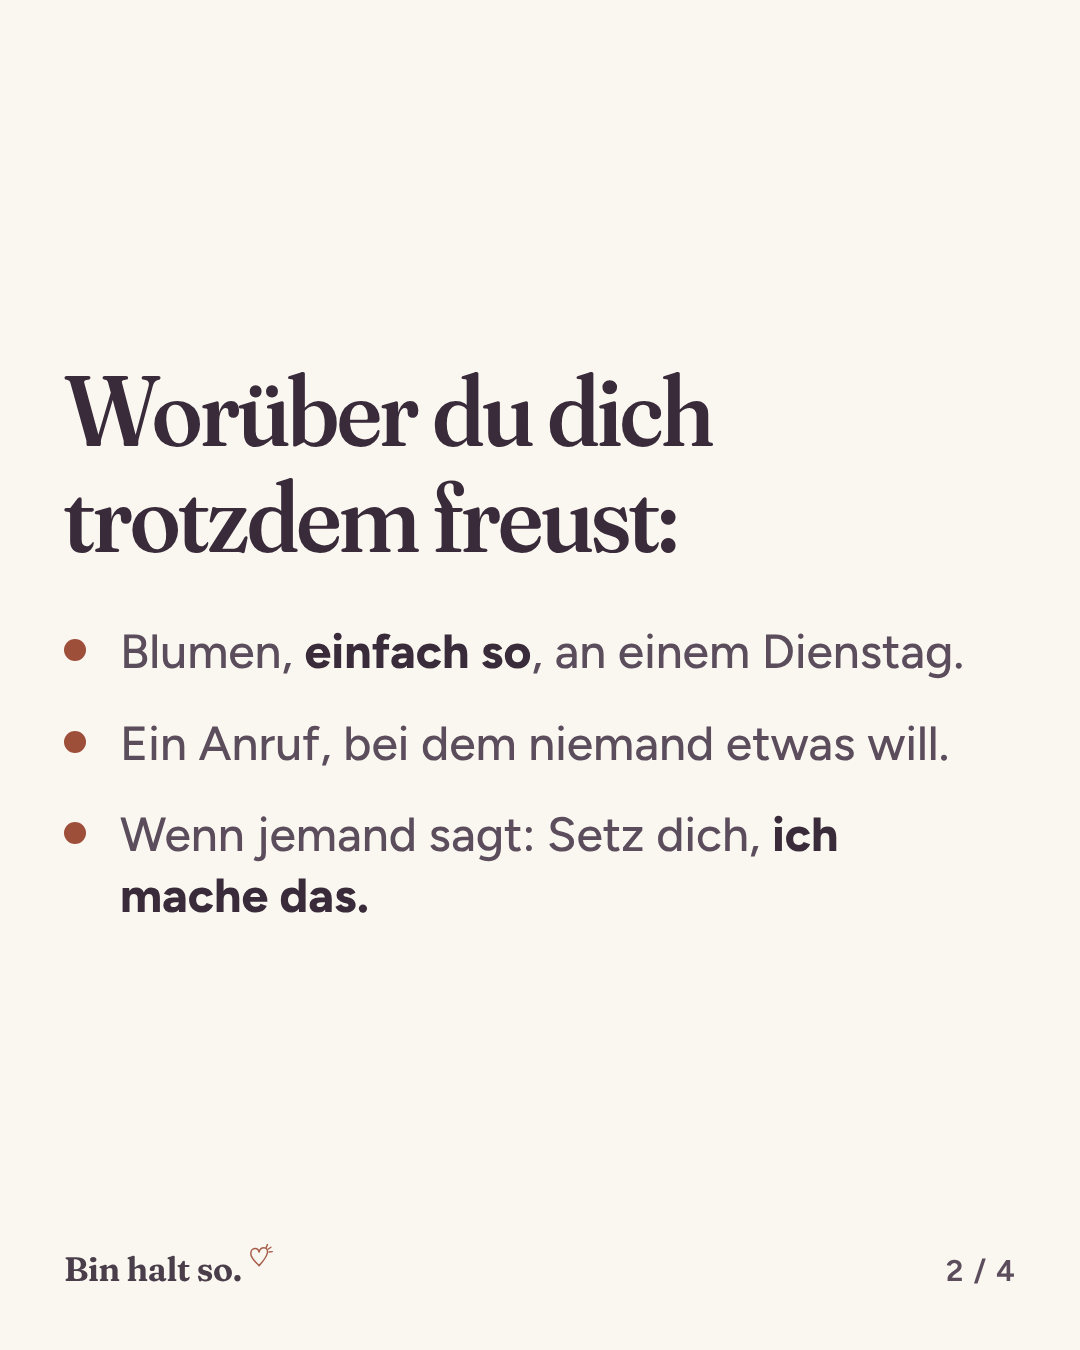 Worüber du dich
trotzdem freust:
Blumen, einfach so, an einem Dienstag.
Ein Anruf, bei dem niemand etwas will.
Wenn jemand sagt: Setz dich, ich
mache das.
Bin halt so.
2 / 4